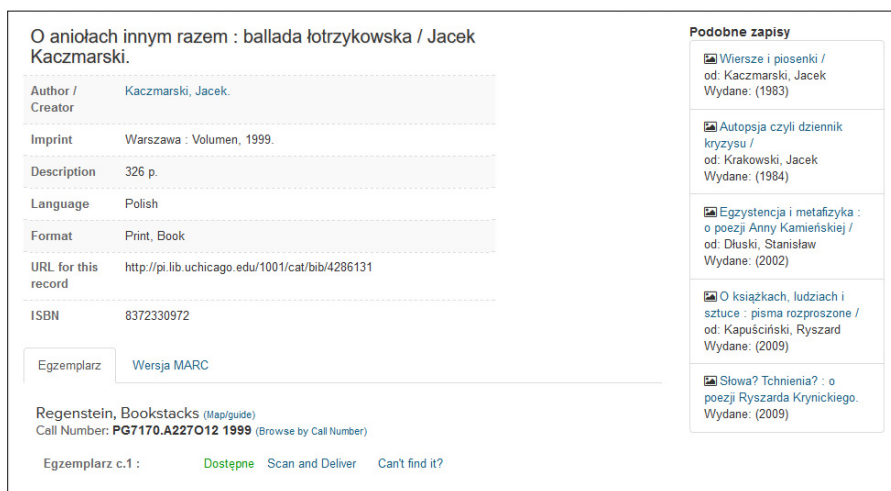 O aniołach innym razem : ballada łotrzykowska / Jacek
Kaczmarski.
Author /
Creator
Kaczmarski, Jacek.
Imprint
Warszawa : Volumen, 1999.
Description
326 p.
Language
Polish
Format
Print, Book
URL for this
record
http://pi.lib.uchicago.edu/1001/cat/bib/4286131
ISBN
8372330972
Egzemplarz
Wersja MARC
Regenstein, Bookstacks (Map/guide)
Call Number: PG7170.A227O12 1999 (Browse by Call Number)
Egzemplarz c.1 : Dostępne Scan and Deliver Can't find it?
Podobne zapisy
Wiersze i piosenki /
od: Kaczmarski, Jacek
Wydane: (1983)
Autopsja czyli dziennik
kryzysu /
od: Krakowski, Jacek
Wydane: (1984)
Egzystencja i metafizyka :
o poezji Anny Kamieńskiej /
od: Dłuski, Stanisław
Wydane: (2002)
O książkach, ludziach i
sztuce : pisma rozproszone /
od: Kapuściński, Ryszard
Wydane: (2009)
Słowa? Tchnienia? : o
poezji Ryszarda Krynickiego.
Wydane: (2009)